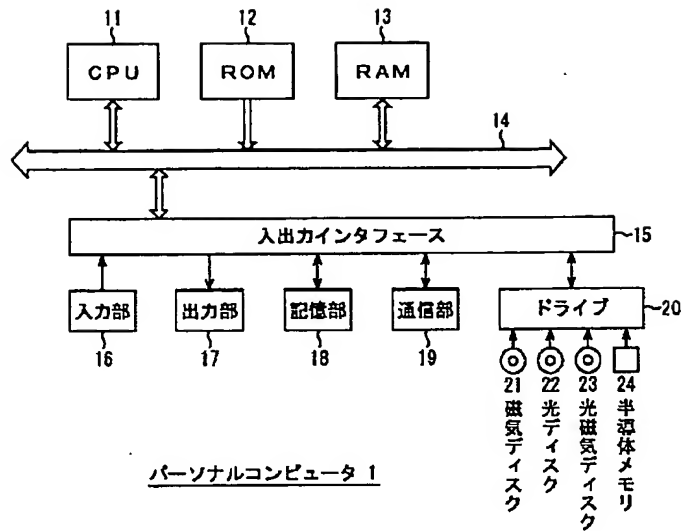 11
12
13
CPU
ROM
RAM
14
入出力インタフェース
15
入力部
出力部
記憶部
通信部
ドライブ
20
16
17
18
19
21 磁気ディスク
22 光ディスク
23 光磁気ディスク
24 半導体メモリ
パーソナルコンピュータ 1